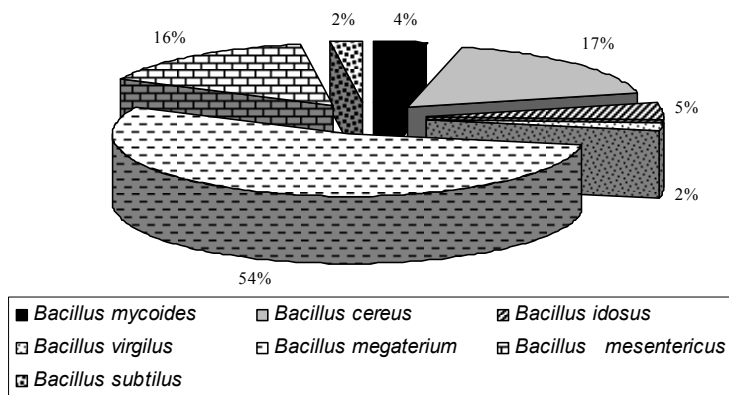 2% 4%
16% 17%
5%
2%
54%
Bacillus mycoides Bacillus cereus Bacillus idosus
Bacillus virgilus Bacillus megaterium Bacillus mesentericus
Bacillus subtilus